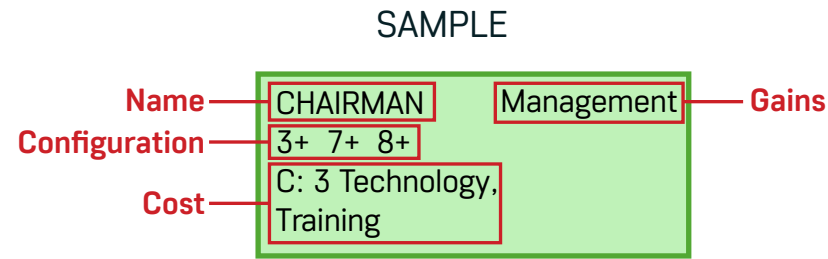 SAMPLE
Name CHAIRMAN Management Gains
Configuration 3+ 7+ 8+
Cost C: 3 Technology,
Training